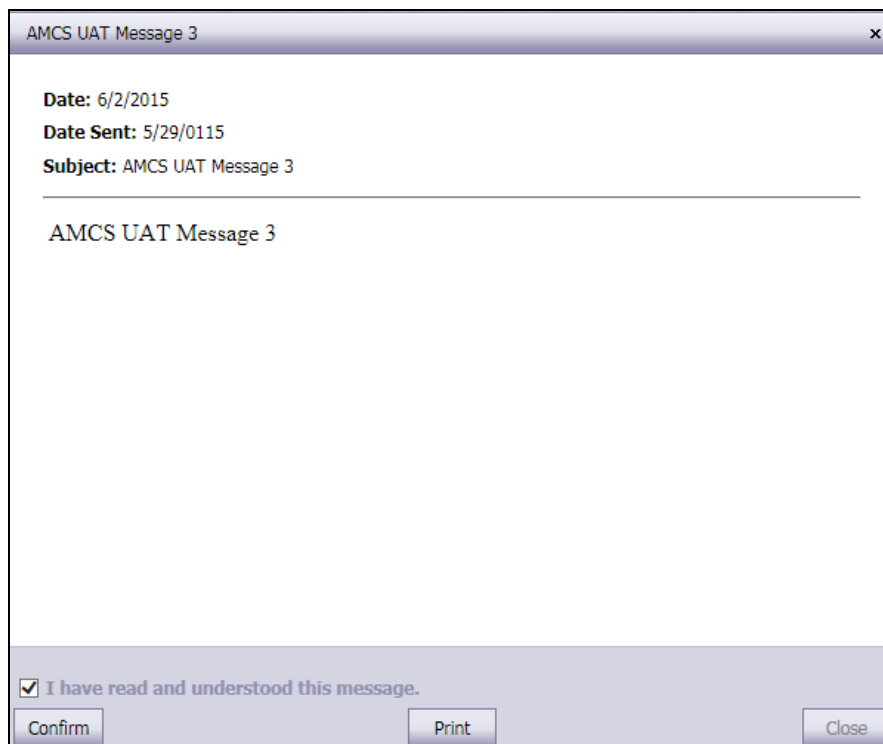 AMCS UAT Message 3 x
Date: 6/2/2015
Date Sent: 5/29/0115
Subject: AMCS UAT Message 3
AMCS UAT Message 3
I have read and understood this message.
Confirm Print Close